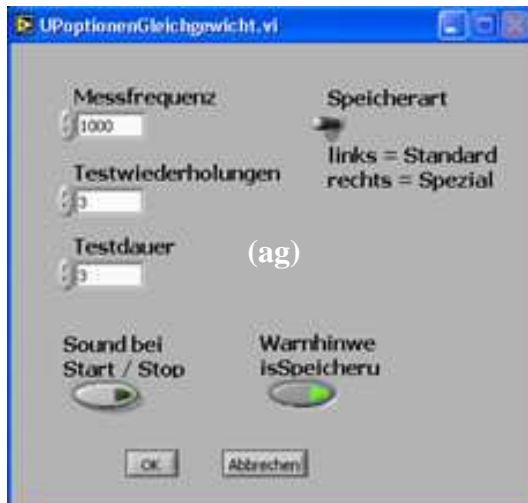 UPoptionenGleichgewicht.vi
Messfrequenz
1000
Speicherart
links = Standard
rechts = Spezial
Testwiederholungen
3
Testdauer
3
(ag)
Sound bei
Start / Stop
Warnhinwe
isSpeicheru
OK
Abbrechen